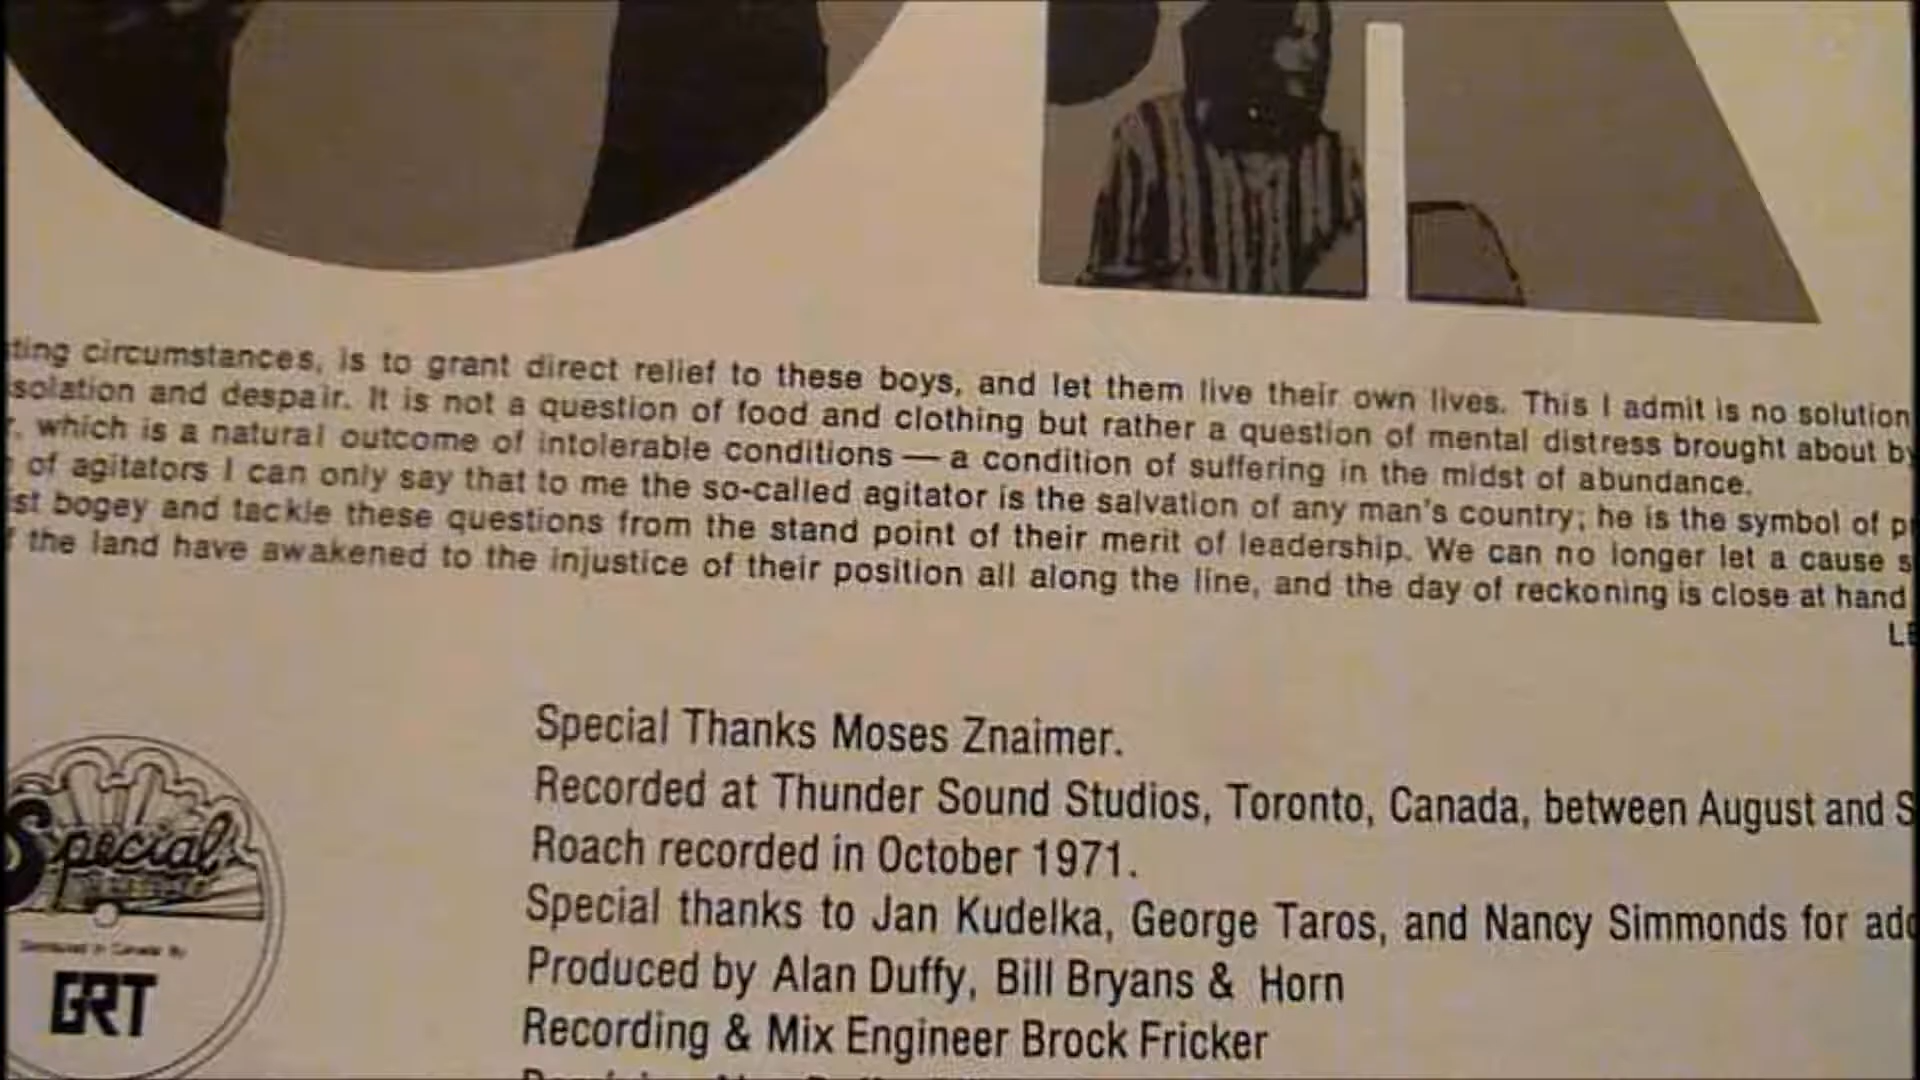 circumstances, is to grant direct relief to these boys, and let them live their own lives. This I admit is no solution
and despair. It is not a question of food and clothing but rather a question of mental distress brought about
which is a natural outcome of intolerable conditions — a condition of suffering in the midst of abundance.
of agitators I can only say that to me the so-called agitator is the salvation of any man's country; he is the symbol of
bogey and tackle these questions from the stand point of their merit of leadership. We can no longer let a cause
the land have awakened to the injustice of their position all along the line, and the day of reckoning is close at hand
Special Thanks Moses Znaimer.
Recorded at Thunder Sound Studios, Toronto, Canada, between August and
Roach recorded in October 1971.
Special thanks to Jan Kudelka, George Taros, and Nancy Simmonds for
Produced by Alan Duffy, Bill Bryans & Horn
Recording & Mix Engineer Brock Fricker
Special
Distributed in Canada By
GRT